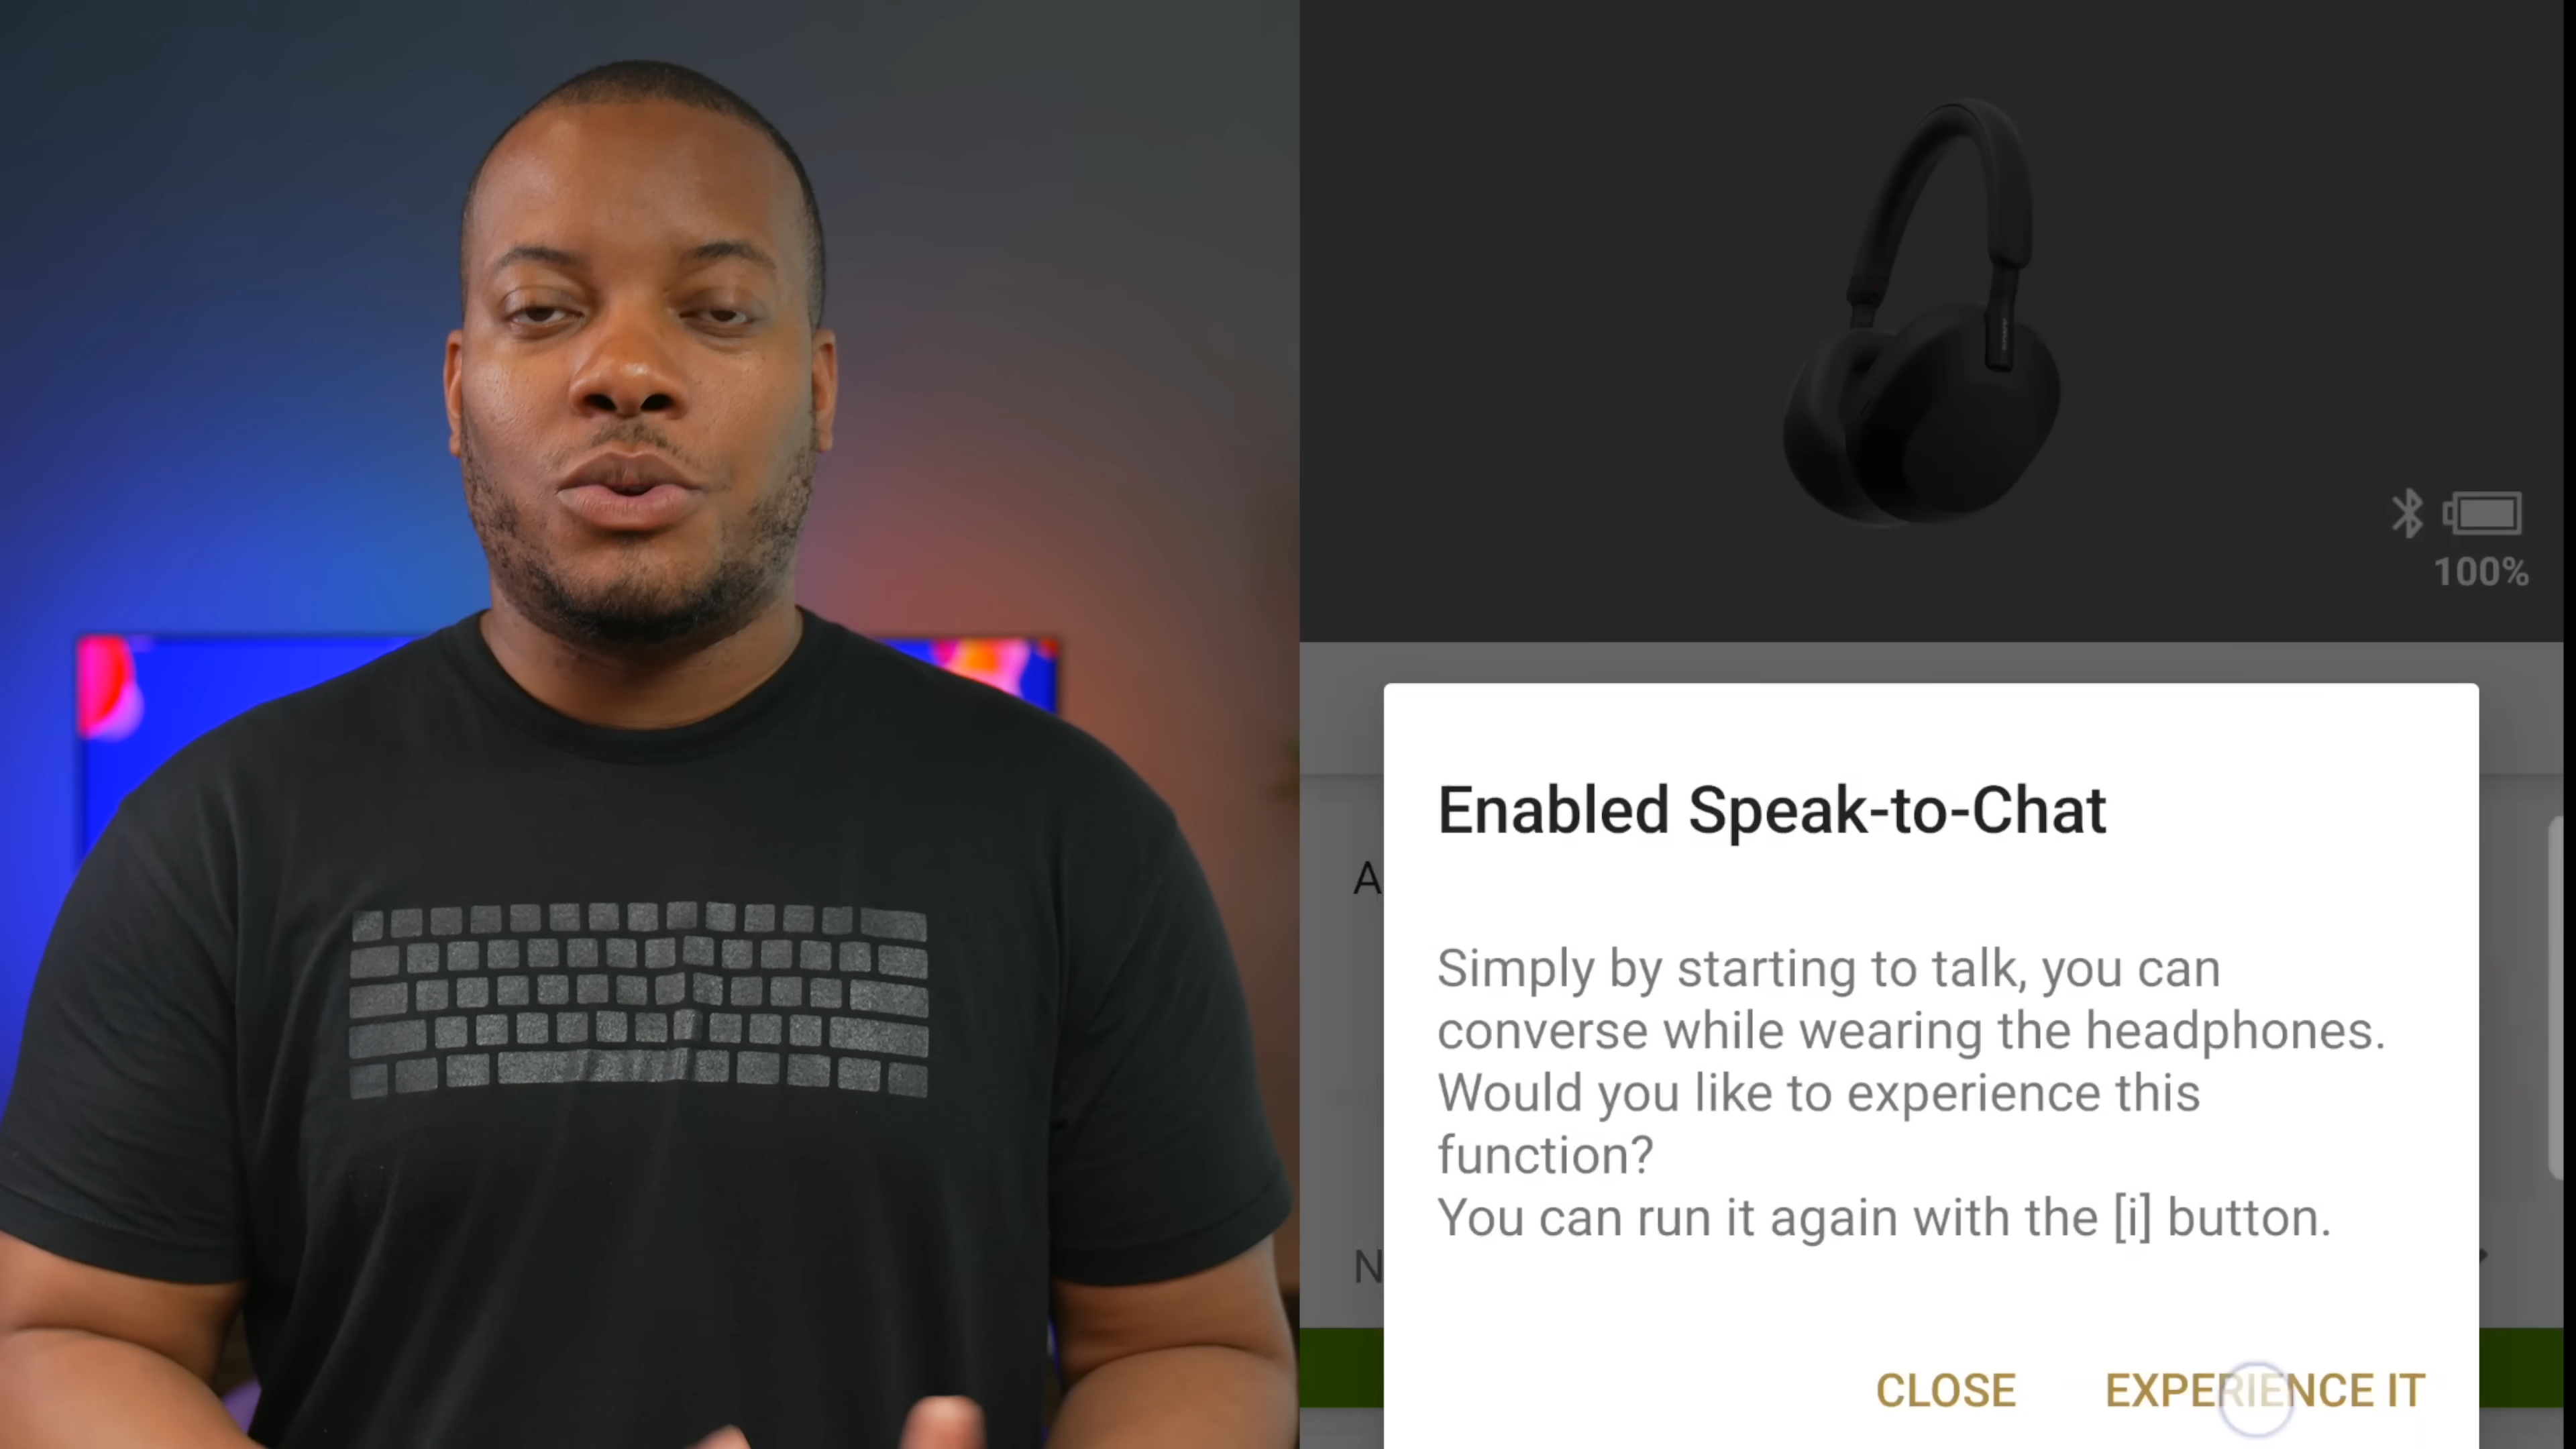 SONY
100%
Enabled Speak-to-Chat
A
Simply by starting to talk, you can
converse while wearing the headphones.
Would you like to experience this
function?
You can run it again with the [i] button.
N
CLOSE EXPERIENCE IT